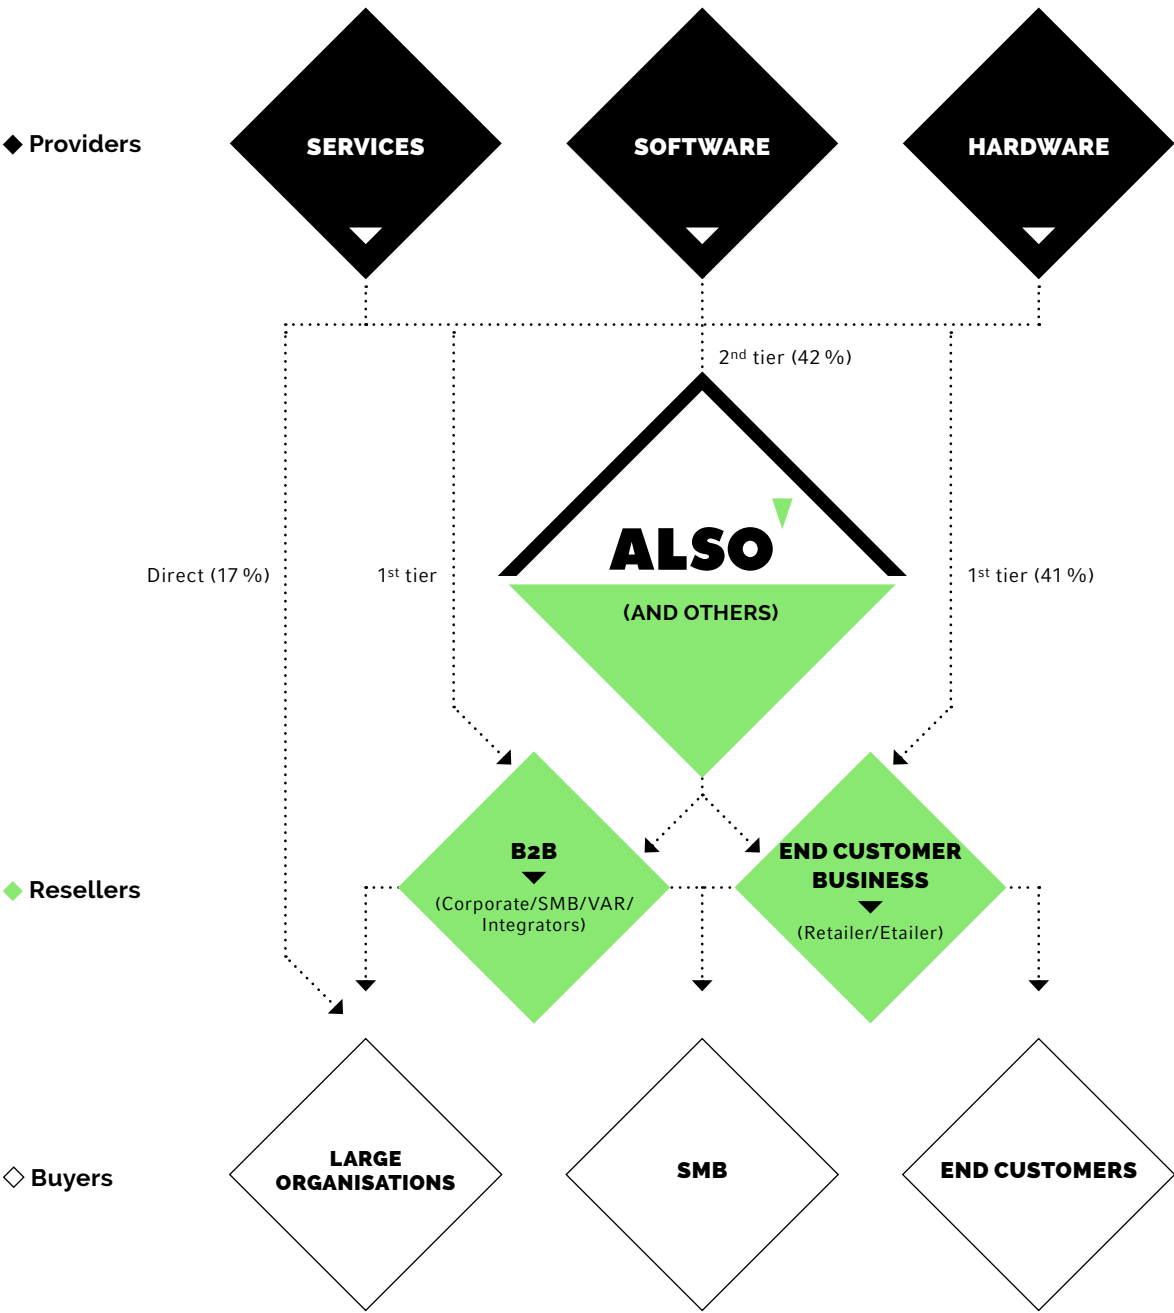 Providers
SERVICES
SOFTWARE
HARDWARE
2nd tier (42 %)
ALSO
(AND OTHERS)
Direct (17 %)
1st tier
1st tier (41 %)
Resellers
B2B
(Corporate/SMB/VAR/
Integrators)
END CUSTOMER
BUSINESS
(Retailer/Etailer)
Buyers
LARGE
ORGANISATIONS
SMB
END CUSTOMERS